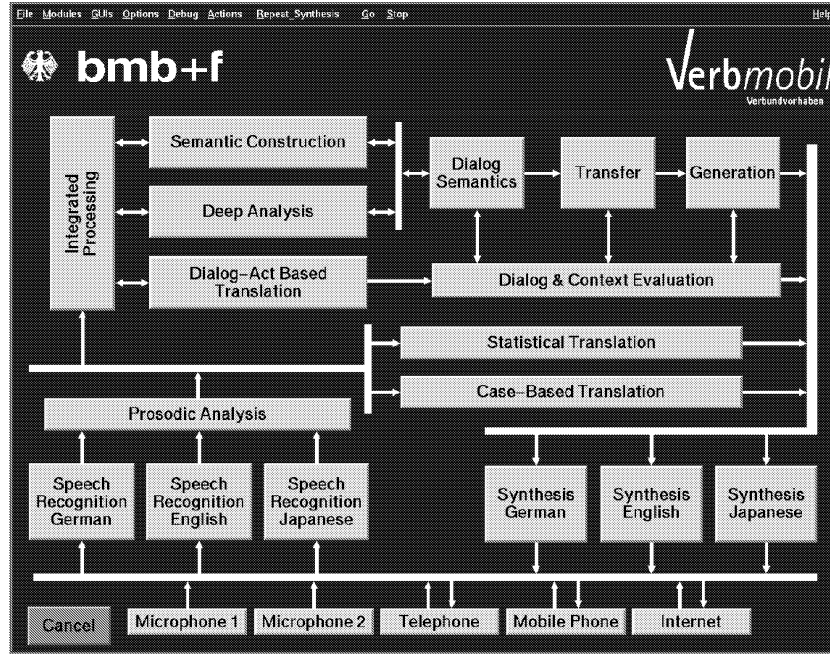 File Modules GUIs Options Debug Actions Repeat_Synthesis Go Stop Help
bmb+f
Verbmobil
Verbundvorhaben
Semantic Construction
Integrated
Processing
Dialog
Semantics
Transfer
Generation
Deep Analysis
Dialog-Act Based
Translation
Dialog & Context Evaluation
Statistical Translation
Case-Based Translation
Prosodic Analysis
Speech
Recognition
German
Speech
Recognition
English
Speech
Recognition
Japanese
Synthesis
German
Synthesis
English
Synthesis
Japanese
Cancel
Microphone 1
Microphone 2
Telephone
Mobile Phone
Internet